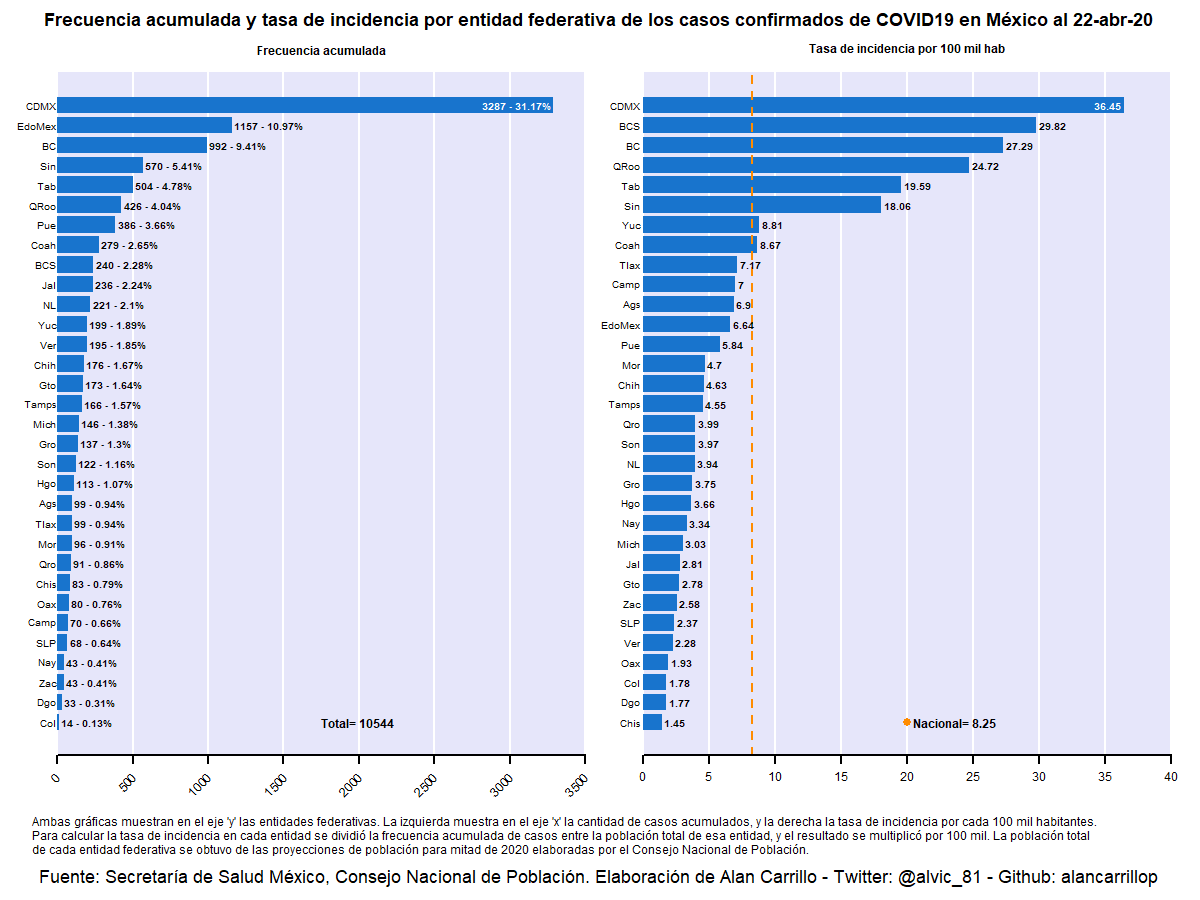 Frecuencia acumulada y tasa de incidencia por entidad federativa de los casos confirmados de COVID19 en México al 22-abr-20
Frecuencia acumulada
CDMX 3287 - 31.17%
EdoMex 1157 - 10.97%
BC 992 - 9.41%
Sin 570 - 5.41%
Tab 504 - 4.78%
QRoo 426 - 4.04%
Pue 386 - 3.66%
Coah 279 - 2.65%
BCS 240 - 2.28%
Jal 236 - 2.24%
NL 221 - 2.1%
Yuc 199 - 1.89%
Ver 195 - 1.85%
Chih 176 - 1.67%
Gto 173 - 1.64%
Tamps 166 - 1.57%
Mich 146 - 1.38%
Gro 137 - 1.3%
Son 122 - 1.16%
Hgo 113 - 1.07%
Ags 99 - 0.94%
Tlax 99 - 0.94%
Mor 96 - 0.91%
Qro 91 - 0.86%
Chis 83 - 0.79%
Oax 80 - 0.76%
Camp 70 - 0.66%
SLP 68 - 0.64%
Nay 43 - 0.41%
Zac 43 - 0.41%
Dgo 33 - 0.31%
Col 14 - 0.13%
Total= 10544
0 500 1000 1500 2000 2500 3000 3500
Tasa de incidencia por 100 mil hab
CDMX 36.45
BCS 29.82
BC 27.29
QRoo 24.72
Tab 19.59
Sin 18.06
Yuc 8.81
Coah 8.67
Tlax 7.17
Camp 7
Ags 6.9
EdoMex 6.64
Pue 5.84
Mor 4.7
Chih 4.63
Tamps 4.55
Qro 3.99
Son 3.97
NL 3.94
Gro 3.75
Hgo 3.66
Nay 3.34
Mich 3.03
Jal 2.81
Gto 2.78
Zac 2.58
SLP 2.37
Ver 2.28
Oax 1.93
Col 1.78
Dgo 1.77
Chis 1.45
Nacional= 8.25
0 5 10 15 20 25 30 35 40
Ambas gráficas muestran en el eje 'y' las entidades federativas. La izquierda muestra en el eje 'x' la cantidad de casos acumulados, y la derecha la tasa de incidencia por cada 100 mil habitantes.
Para calcular la tasa de incidencia en cada entidad se dividió la frecuencia acumulada de casos entre la población total de esa entidad, y el resultado se multiplicó por 100 mil. La población total
de cada entidad federativa se obtuvo de las proyecciones de población para mitad de 2020 elaboradas por el Consejo Nacional de Población.
Fuente: Secretaría de Salud México, Consejo Nacional de Población. Elaboración de Alan Carrillo - Twitter: @alvic_81 - Github: alancarrillop